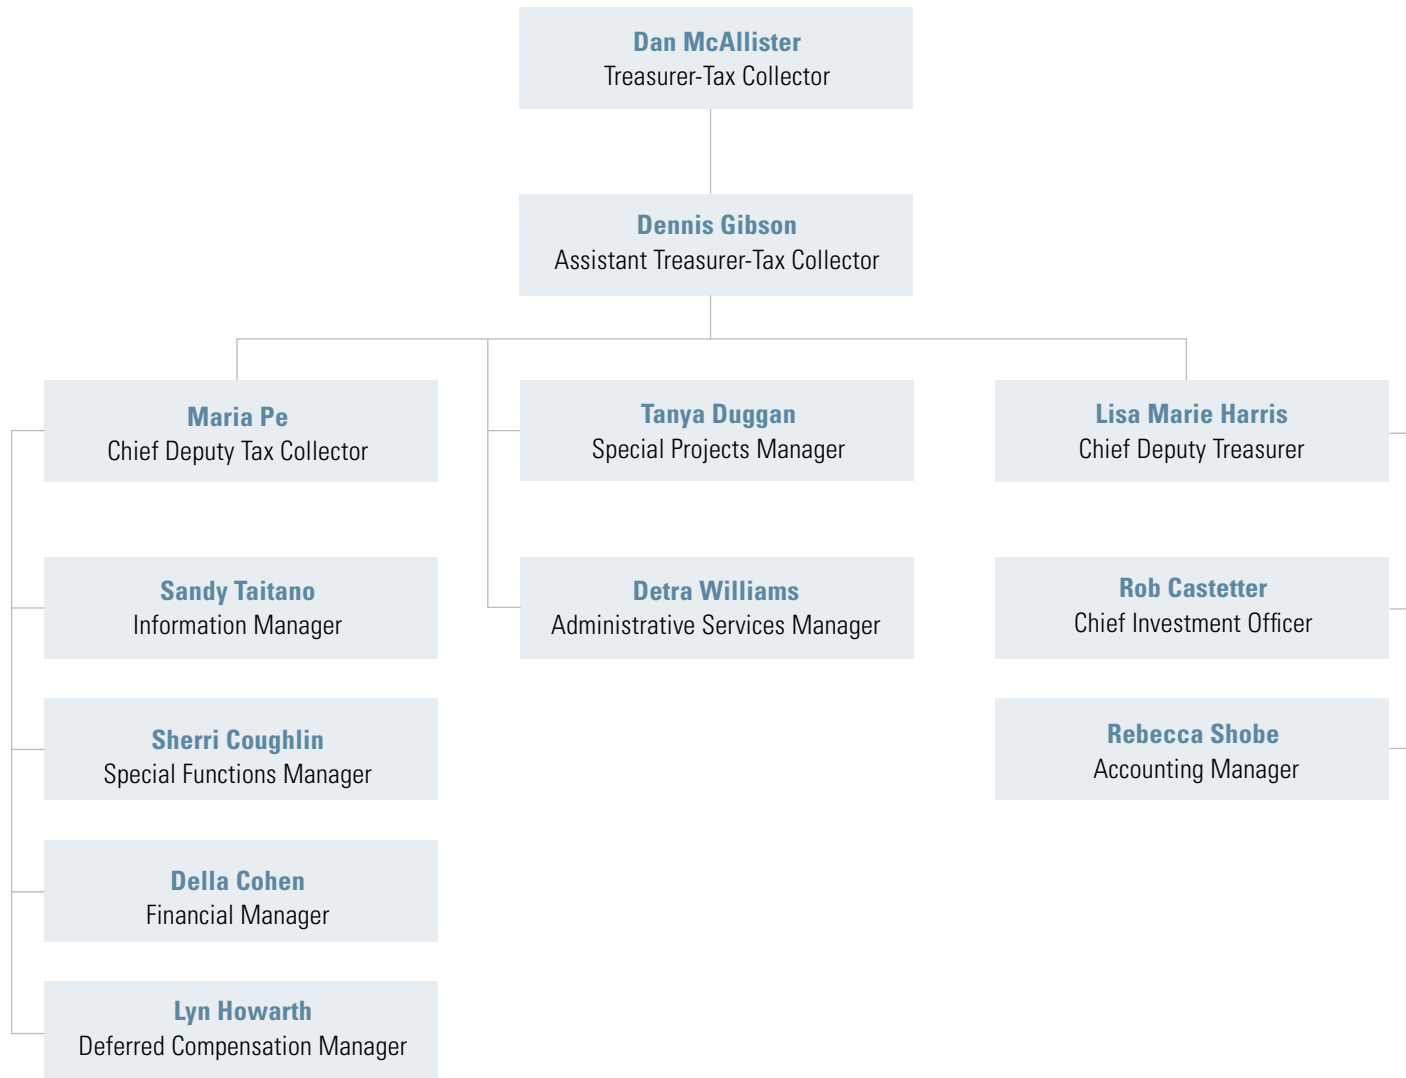 Dan McAllister
Treasurer-Tax Collector
Dennis Gibson
Assistant Treasurer-Tax Collector
Maria Pe
Chief Deputy Tax Collector
Tanya Duggan
Special Projects Manager
Lisa Marie Harris
Chief Deputy Treasurer
Sandy Taitano
Information Manager
Detra Williams
Administrative Services Manager
Rob Castetter
Chief Investment Officer
Sherri Coughlin
Special Functions Manager
Rebecca Shobe
Accounting Manager
Della Cohen
Financial Manager
Lyn Howarth
Deferred Compensation Manager